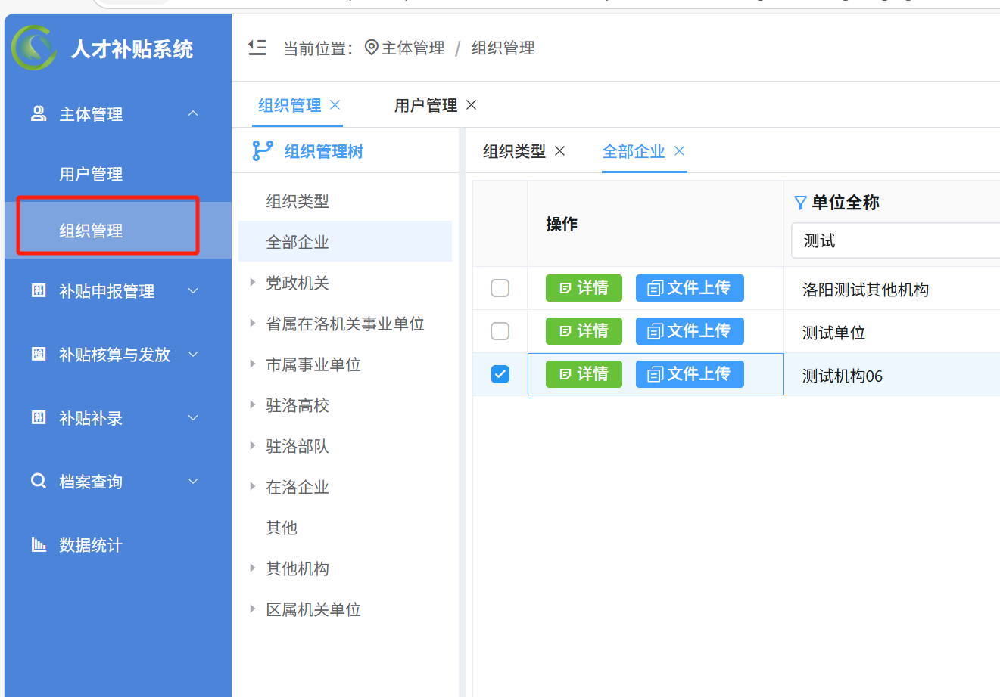 人才补贴系统
当前位置： 主体管理 / 组织管理
主体管理
用户管理
组织管理
补贴申报管理
补贴核算与发放
补贴补录
档案查询
数据统计
组织管理
用户管理
组织管理树
组织类型
全部企业
党政机关
省属在洛机关事业单位
市属事业单位
驻洛高校
驻洛部队
在洛企业
其他
其他机构
区属机关单位
组织类型
全部企业
操作
单位全称
测试
详情 文件上传 洛阳测试其他机构
详情 文件上传 测试单位
详情 文件上传 测试机构06